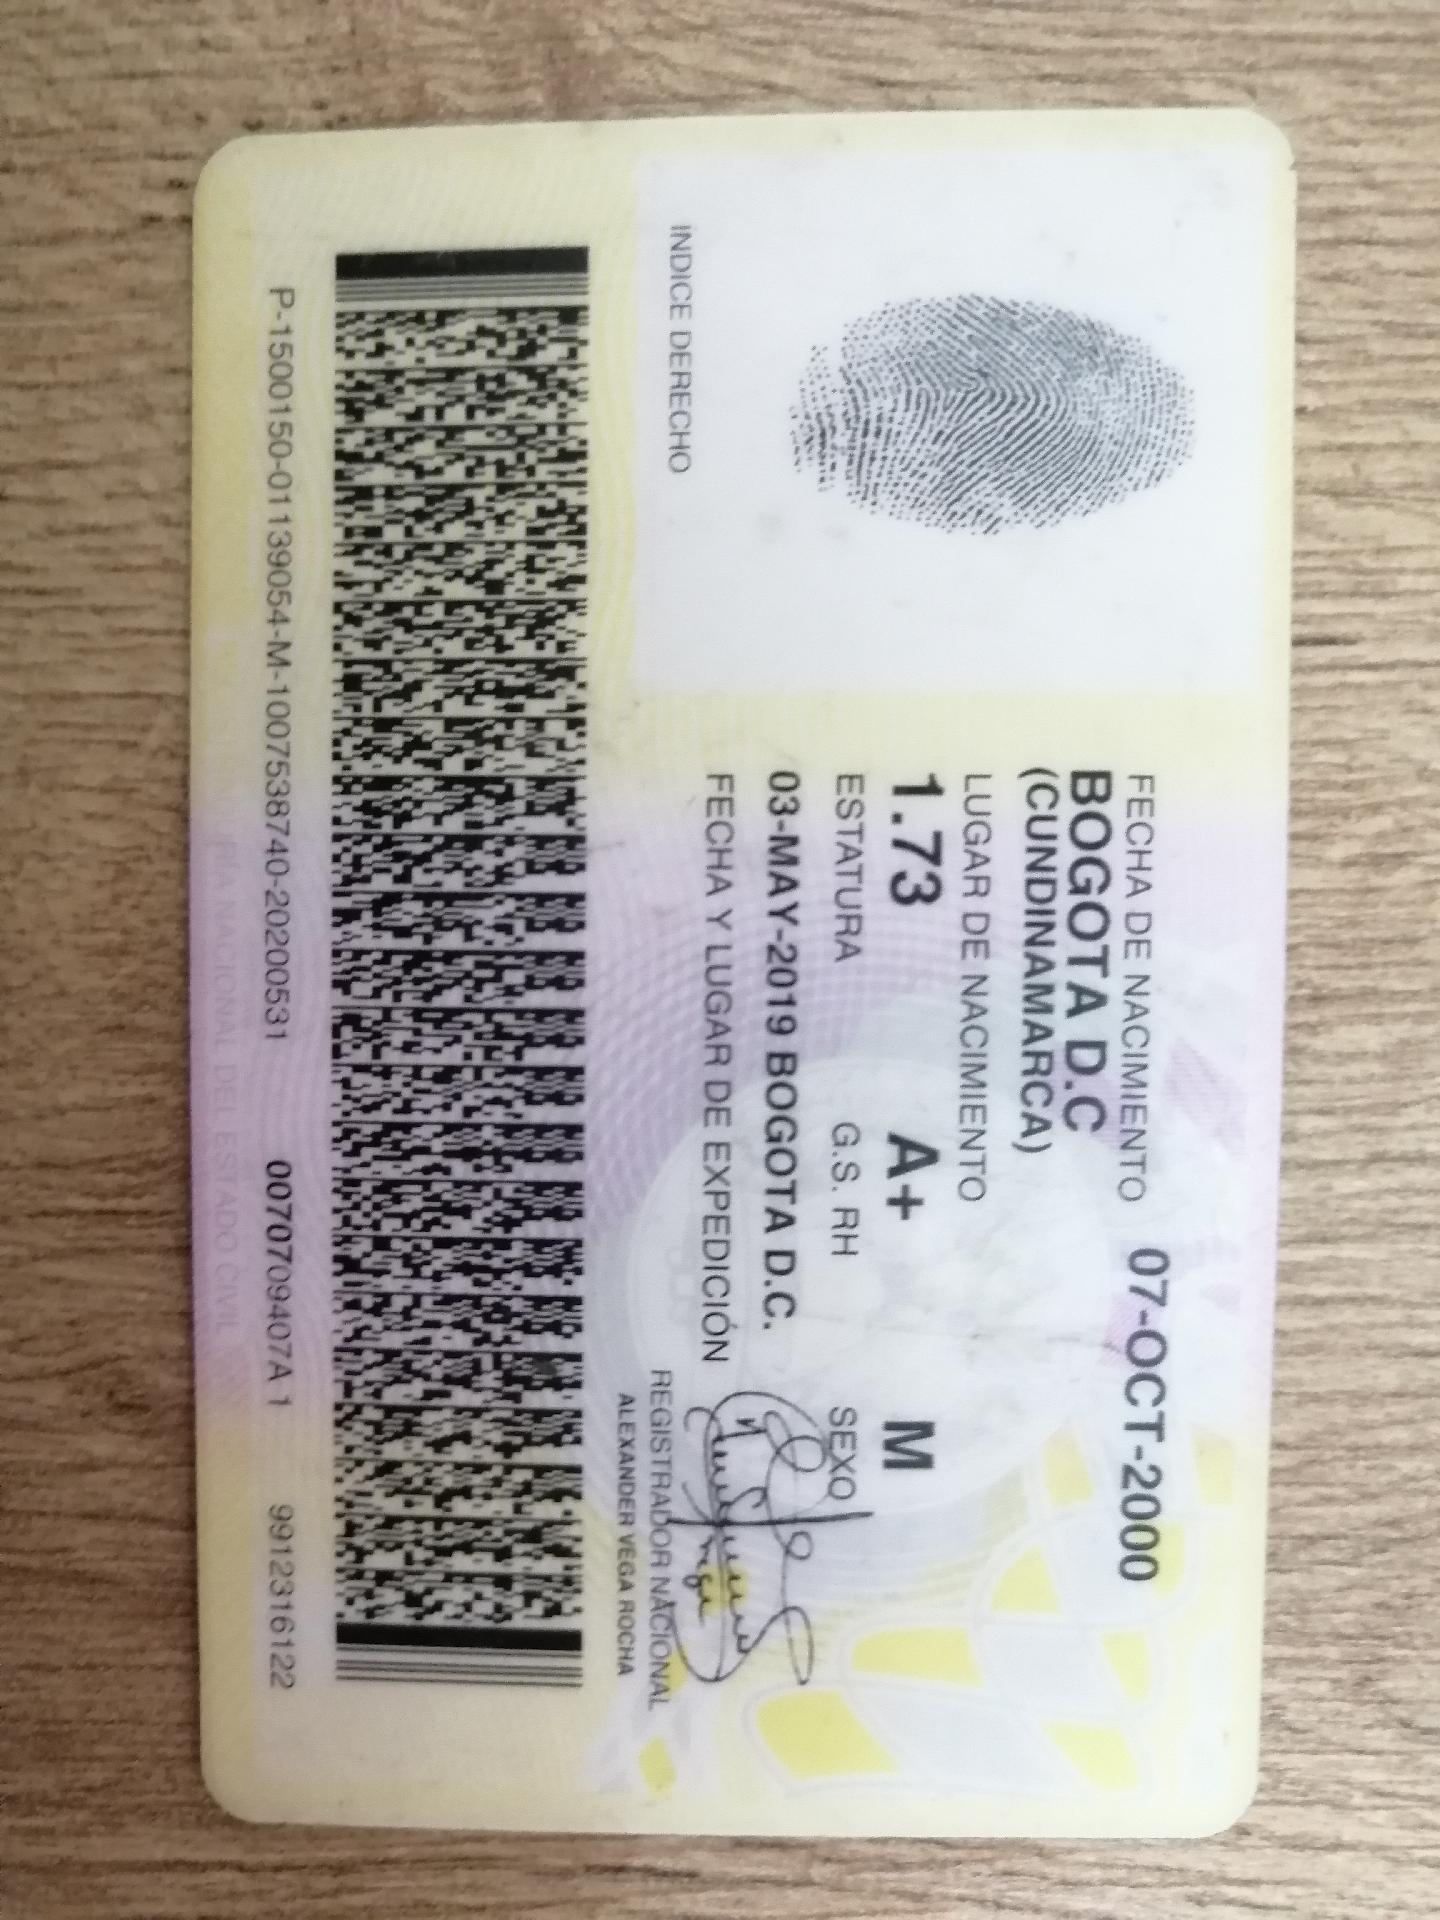 FECHA DE NACIMIENTO 07-OCT-2000
BOGOTA D.C
(CUNDINAMARCA)
LUGAR DE NACIMIENTO
1.73 A+ M
ESTATURA G.S. RH SEXO
03-MAY-2019 BOGOTA D.C.
FECHA Y LUGAR DE EXPEDICIÓN
INDICE DERECHO
REGISTRADOR NACIONAL
ALEXANDER VEGA ROCHA
P-1500150-01139054-M-1007538740-20200531 0070709407A 1 9912316122
NACIONAL DEL ESTADO CIVIL